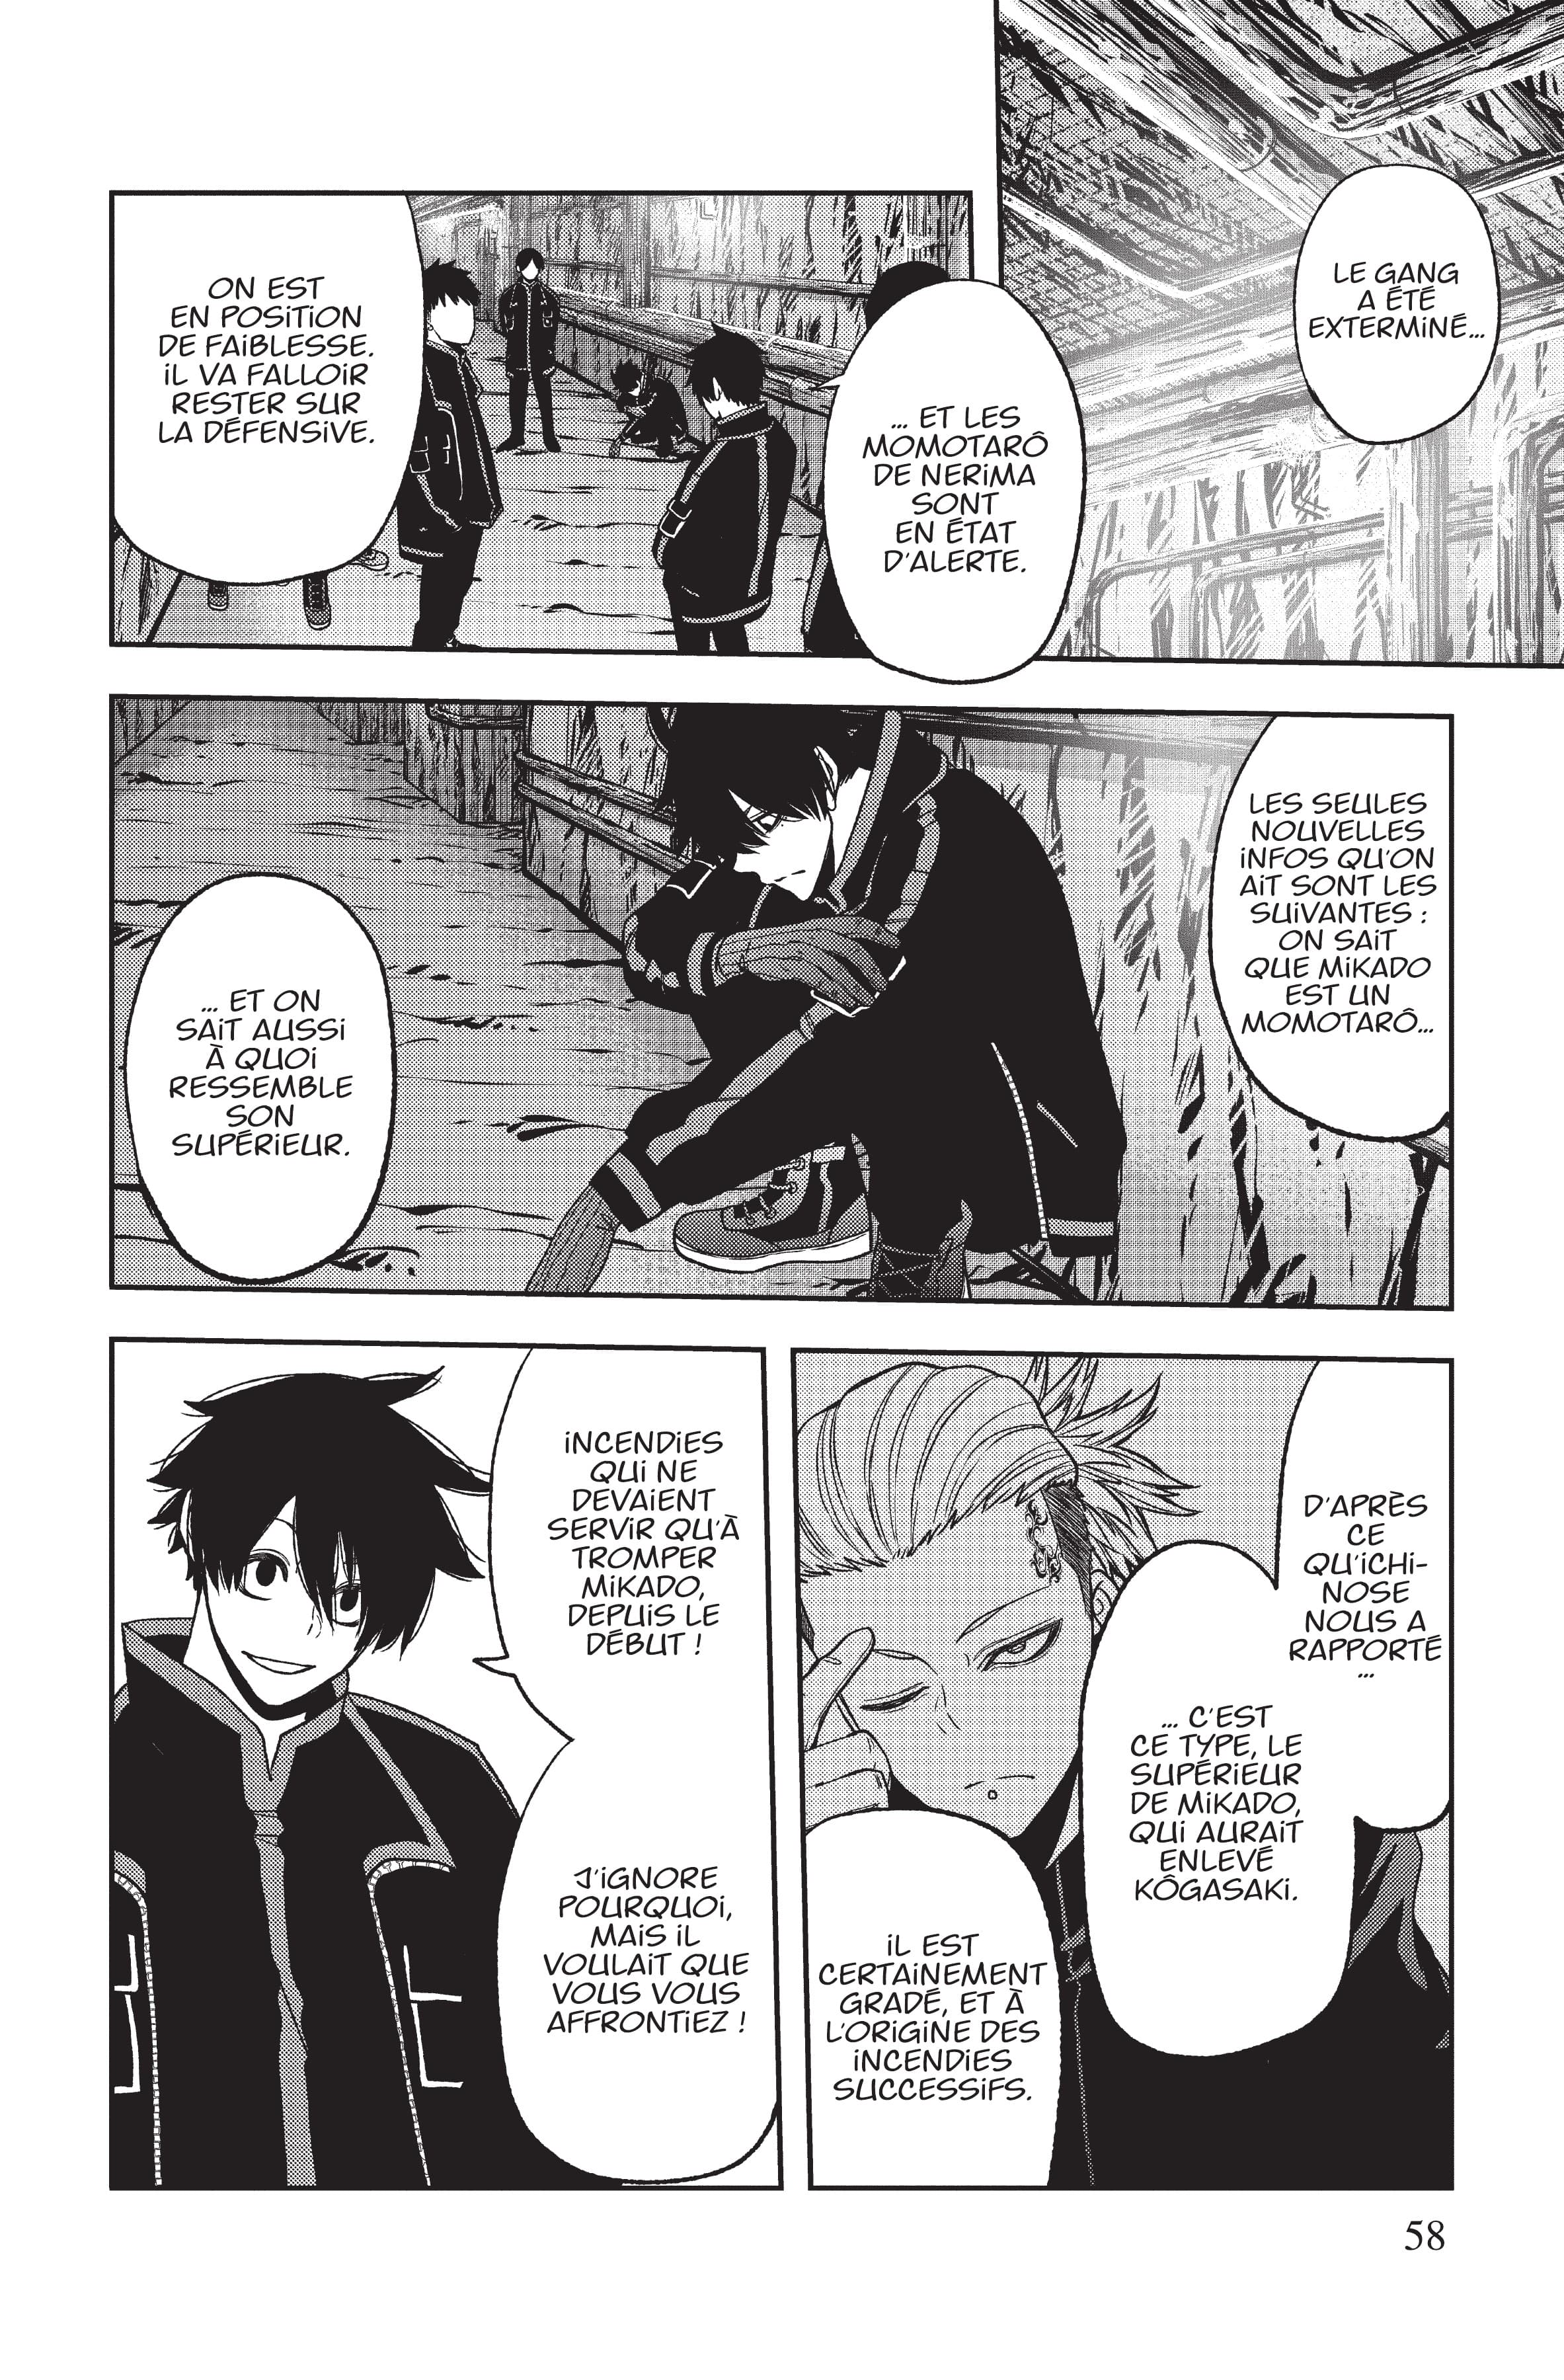 LE GANG
A ÉTÉ
EXTERMINÉ...
... ET LES
MOMOTARÔ
DE NERIMA
SONT
EN ÉTAT
D'ALERTE.
ON EST
EN POSITION
DE FAIBLESSE.
IL VA FALLOIR
RESTER SUR
LA DÉFENSIVE.
LES SEULES
NOUVELLES
INFOS QU'ON
AIT SONT LES
SUIVANTES :
ON SAIT
QUE MIKADO
EST UN
MOMOTARÔ...
... ET ON
SAIT AUSSI
À QUOI
RESSEMBLE
SON
SUPÉRIEUR.
D'APRÈS
CE
QU'ICHI-
NOSE
NOUS A
RAPPORTÉ
...
... C'EST
CE TYPE, LE
SUPÉRIEUR
DE MIKADO,
QUI AURAIT
ENLEVÉ
KÔGASAKI.
IL EST
CERTAINEMENT
GRADÉ, ET À
L'ORIGINE DES
INCENDIES
SUCCESSIFS.
INCENDIES
QUI NE
DEVAIENT
SERVIR QU'À
TROMPER
MIKADO,
DEPUIS LE
DÉBUT !
J'IGNORE
POURQUOI,
MAIS IL
VOULAIT QUE
VOUS VOUS
AFFRONTIEZ !
58